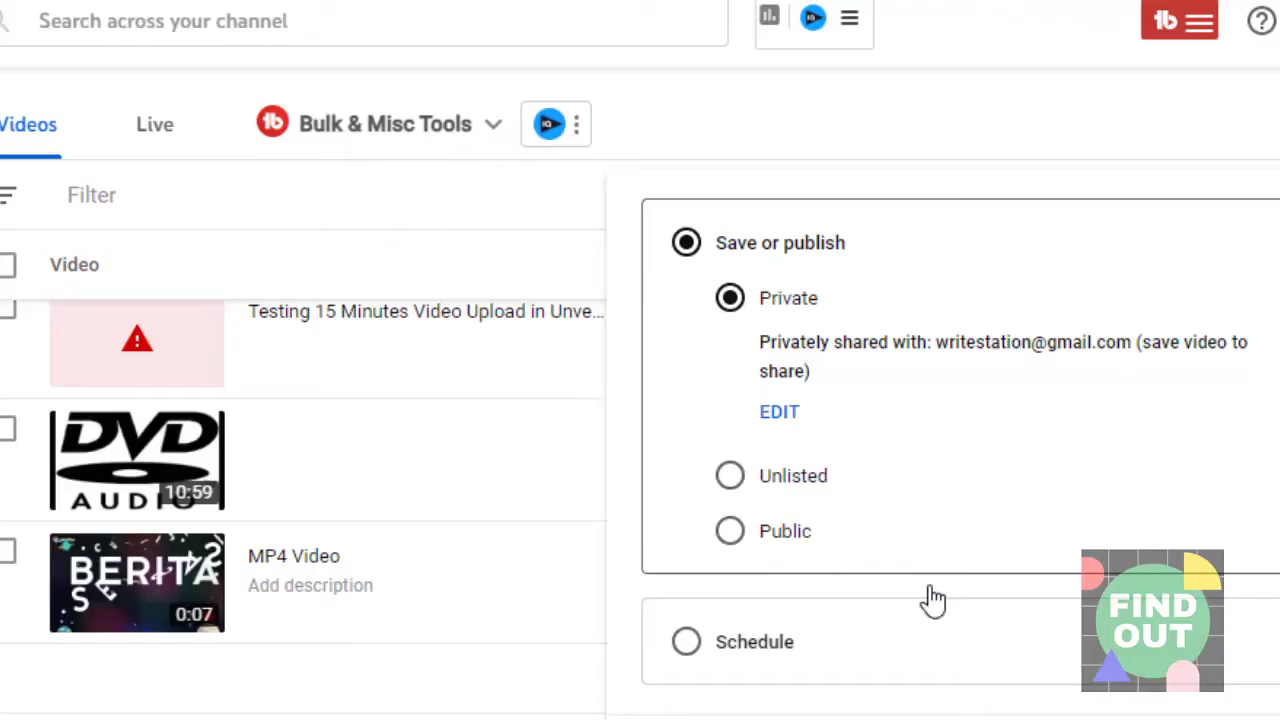 Search across your channel
Videos
Live
Bulk & Misc Tools
Filter
Video
Testing 15 Minutes Video Upload in Unve...
DVD
AUDIO
10:59
BERITA
SE
0:07
MP4 Video
Add description
Save or publish
Private
Privately shared with: writestation@gmail.com (save video to
share)
EDIT
Unlisted
Public
Schedule
FIND
OUT